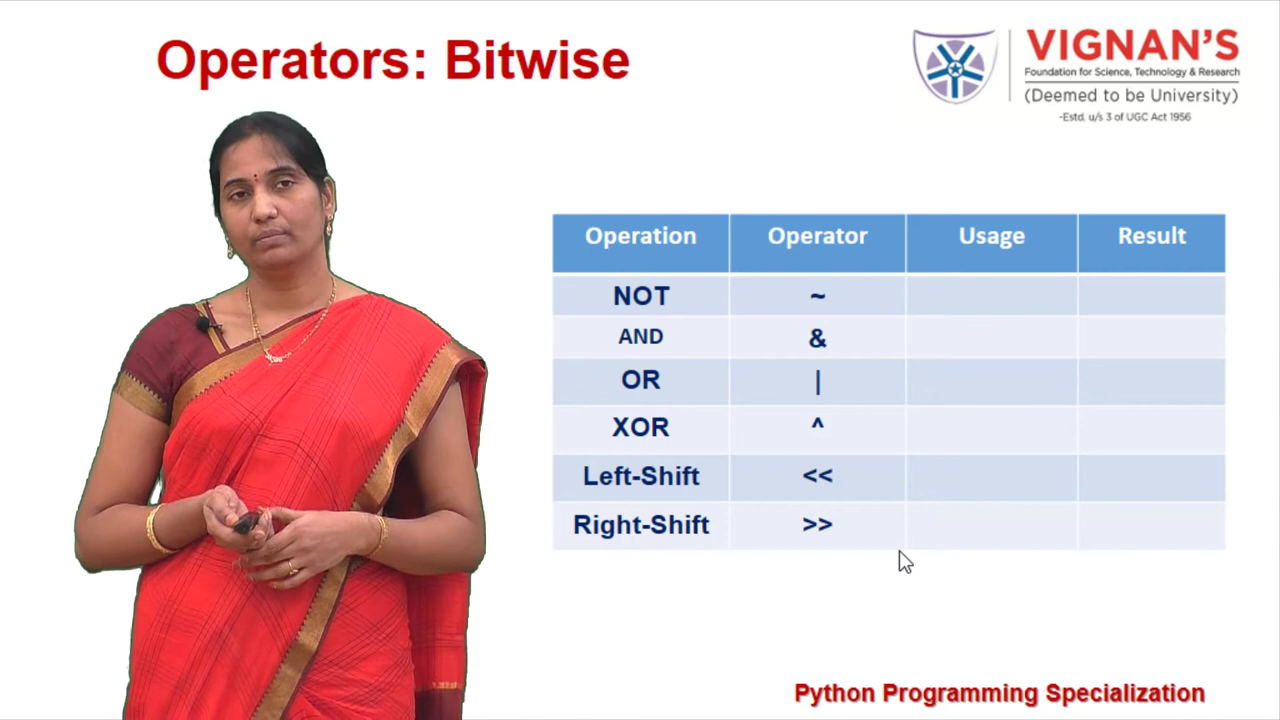 Operators: Bitwise
VIGNAN'S
Foundation for Science, Technology & Research
(Deemed to be University)
-Estd. u/s 3 of UGC Act 1956
Operation Operator Usage Result
NOT ~
AND &
OR |
XOR ^
Left-Shift <<
Right-Shift >>
Python Programming Specialization